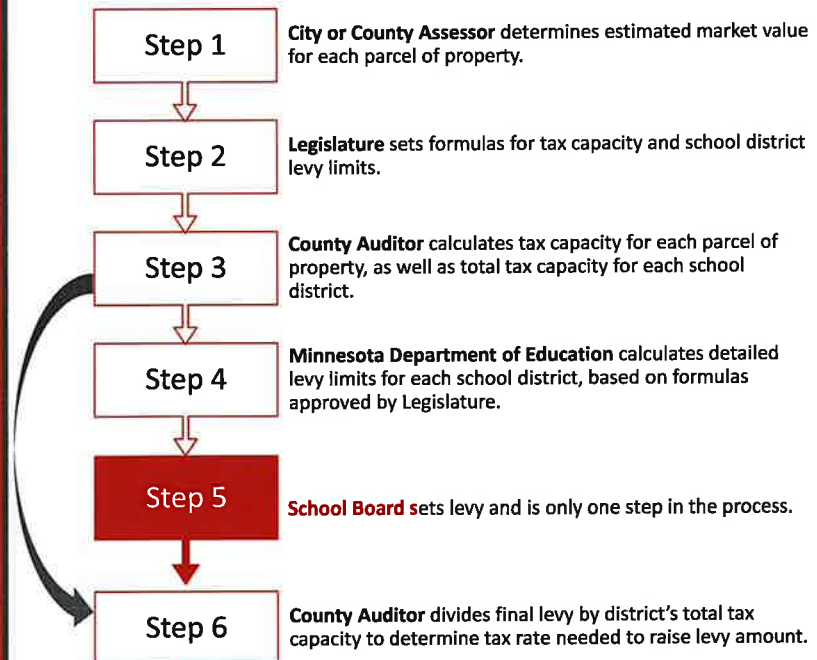 Step 1
City or County Assessor determines estimated market value
for each parcel of property.
Step 2
Legislature sets formulas for tax capacity and school district
levy limits.
Step 3
County Auditor calculates tax capacity for each parcel of
property, as well as total tax capacity for each school
district.
Step 4
Minnesota Department of Education calculates detailed
levy limits for each school district, based on formulas
approved by Legislature.
Step 5
School Board sets levy and is only one step in the process.
Step 6
County Auditor divides final levy by district's total tax
capacity to determine tax rate needed to raise levy amount.